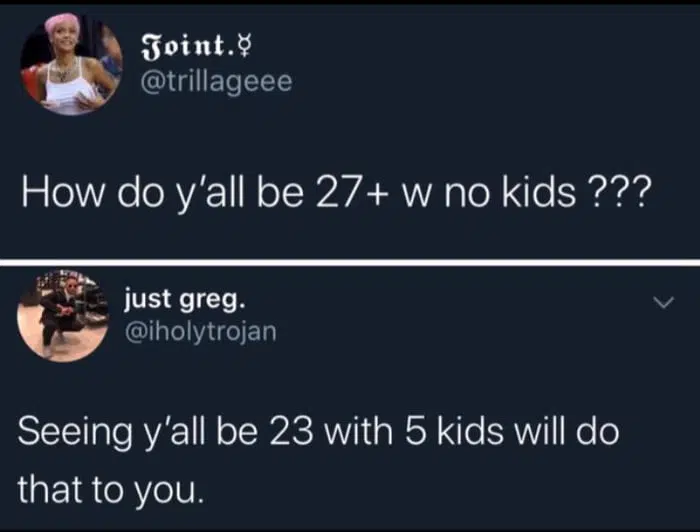 𝕵𝖔𝖎𝖓𝖙.☿
@trillageee
How do y'all be 27+ w no kids ???
just greg.
@iholytrojan
Seeing y'all be 23 with 5 kids will do
that to you.